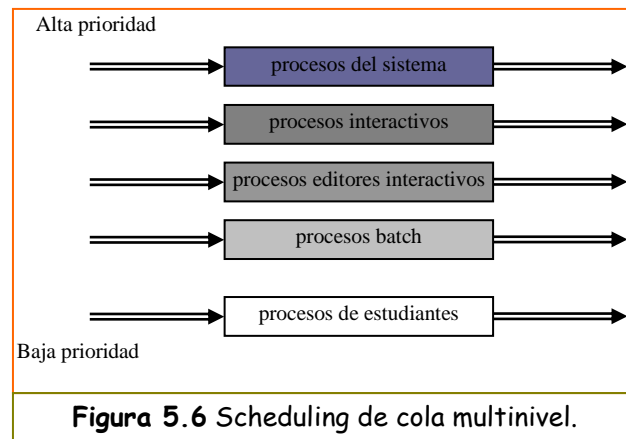 Alta prioridad
procesos del sistema
procesos interactivos
procesos editores interactivos
procesos batch
procesos de estudiantes
Baja prioridad
Figura 5.6 Scheduling de cola multinivel.